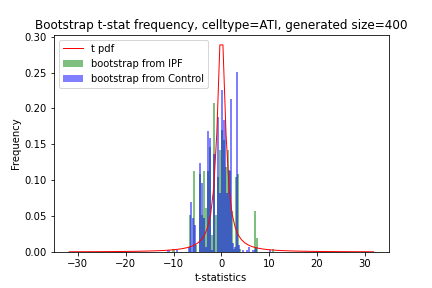 Bootstrap t-stat frequency, celltype=ATI, generated size=400
t pdf
bootstrap from IPF
bootstrap from Control
Frequency
0.30
0.25
0.20
0.15
0.10
0.05
0.00
−30
−20
−10
0
10
20
30
t-statistics